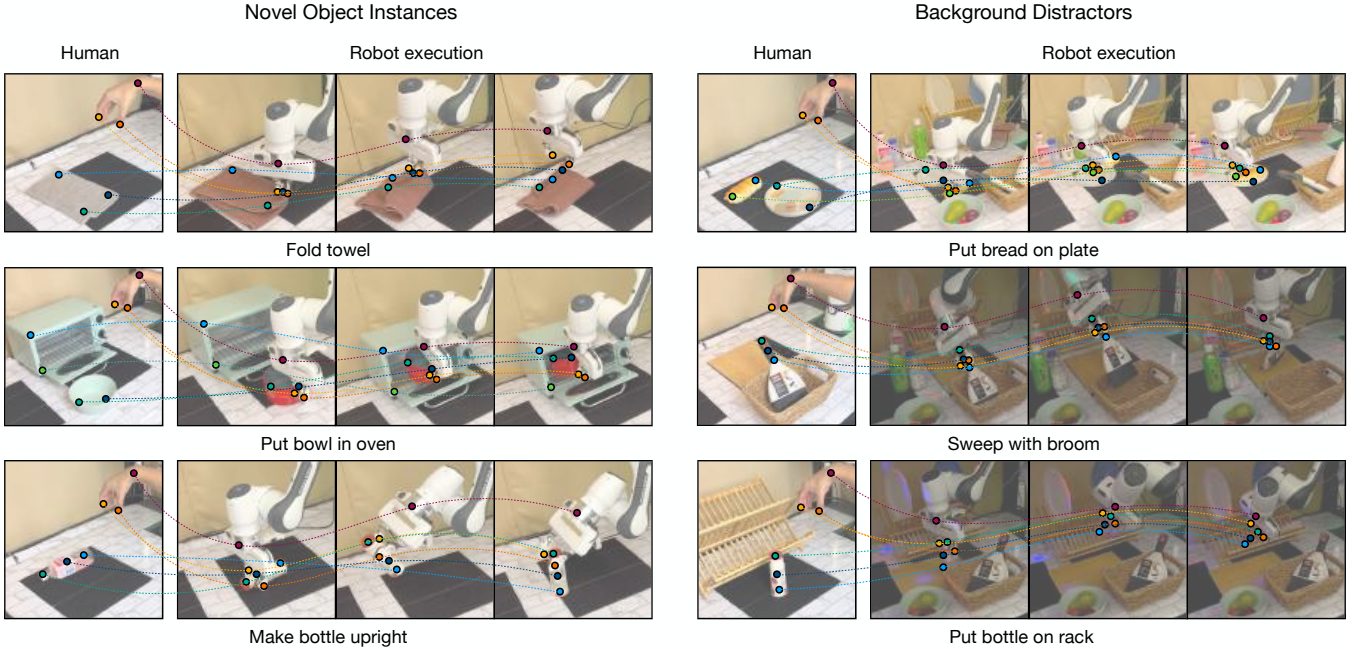 Novel Object Instances
Background Distractors
Human
Robot execution
Human
Robot execution
Fold towel
Put bread on plate
Put bowl in oven
Sweep with broom
Make bottle upright
Put bottle on rack